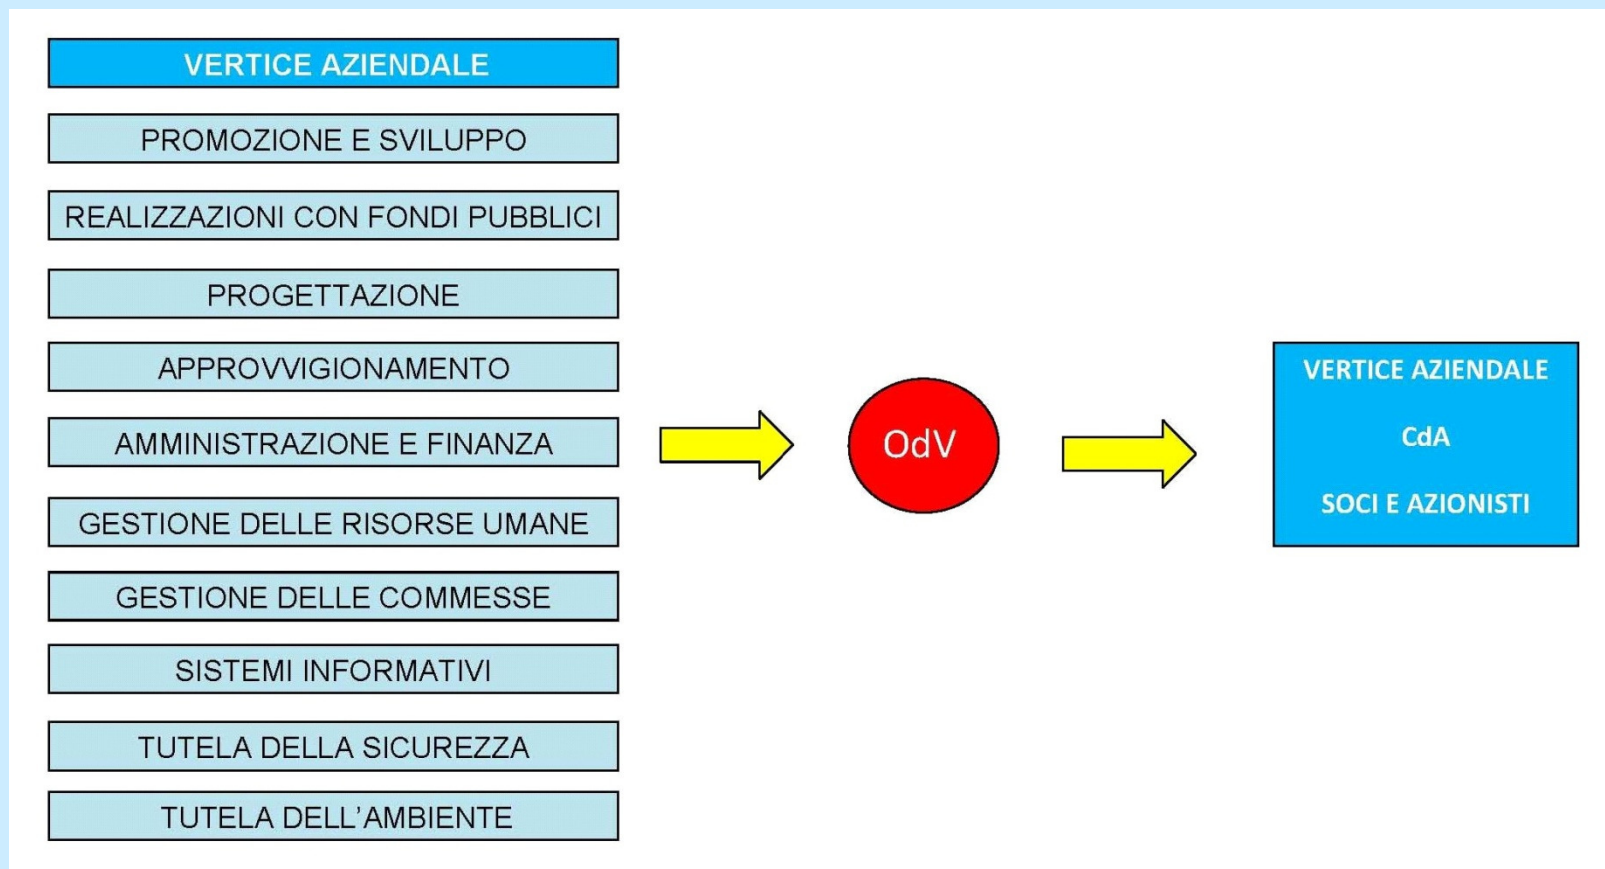 VERTICE AZIENDALE
PROMOZIONE E SVILUPPO
REALIZZAZIONI CON FONDI PUBBLICI
PROGETTAZIONE
APPROVVIGIONAMENTO
AMMINISTRAZIONE E FINANZA
GESTIONE DELLE RISORSE UMANE
GESTIONE DELLE COMMESSE
SISTEMI INFORMATIVI
TUTELA DELLA SICUREZZA
TUTELA DELL'AMBIENTE
OdV
VERTICE AZIENDALE
CdA
SOCI E AZIONISTI